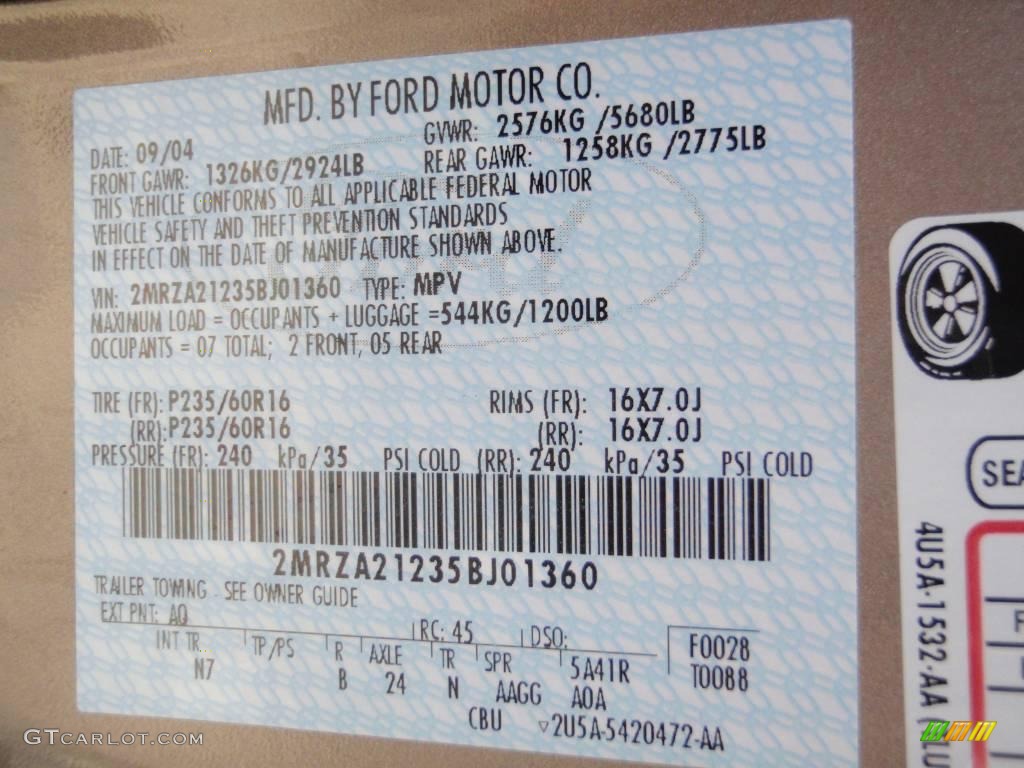 MFD. BY FORD MOTOR CO.
DATE: 09/04 GVWR: 2576KG /5680LB
FRONT GAWR: 1326KG/2924LB REAR GAWR: 1258KG /2775LB
THIS VEHICLE CONFORMS TO ALL APPLICABLE FEDERAL MOTOR
VEHICLE SAFETY AND THEFT PREVENTION STANDARDS
IN EFFECT ON THE DATE OF MANUFACTURE SHOWN ABOVE.
VIN: 2MRZA21235BJ01360 TYPE: MPV
MAXIMUM LOAD = OCCUPANTS + LUGGAGE =544KG/1200LB
OCCUPANTS = 07 TOTAL; 2 FRONT, 05 REAR
TIRE (FR): P235/60R16 RIMS (FR): 16X7.0J
(RR): P235/60R16 (RR): 16X7.0J
PRESSURE (FR): 240 kPa/35 PSI COLD (RR): 240 kPa/35 PSI COLD
2MRZA21235BJ01360
TRAILER TOWING - SEE OWNER GUIDE
EXT PNT: AQ RC: 45 DSO: F0028
INT TR. TP/PS R AXLE TR SPR 5A41R T0088
N7 B 24 N AAGG A0A
CBU ▽2U5A-5420472-AA
SEA
4U5A-1532-AA
GTCARLOT.COM